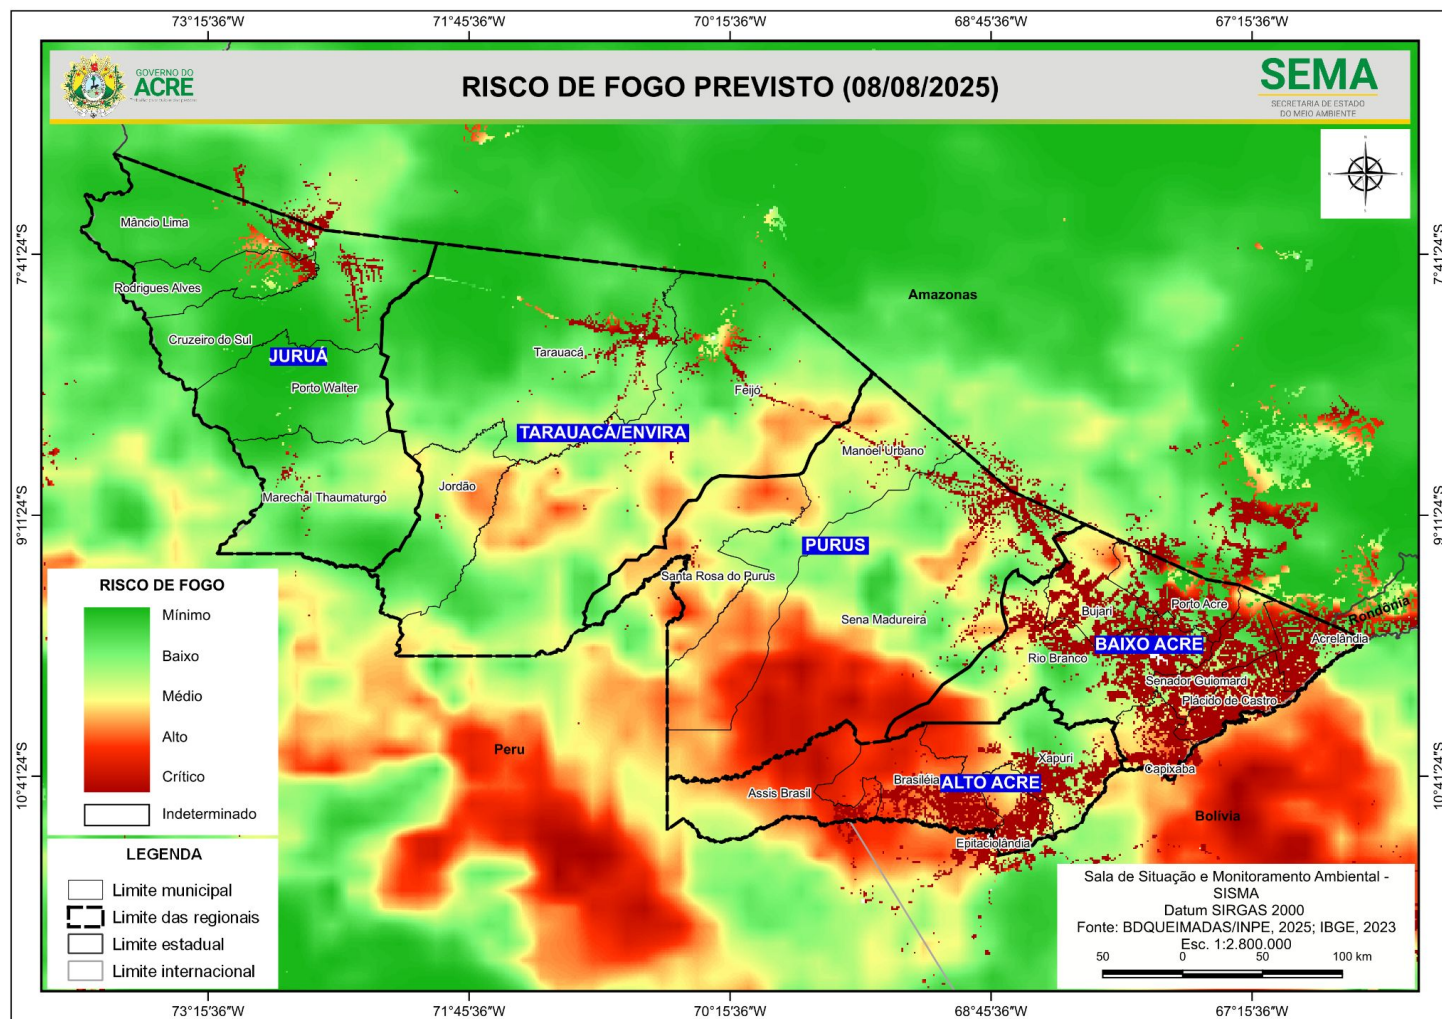 73°15'36"W 71°45'36"W 70°15'36"W 68°45'36"W 67°15'36"W
GOVERNO DO
ACRE
RISCO DE FOGO PREVISTO (08/08/2025)
SEMA
SECRETARIA DE ESTADO
DO MEIO AMBIENTE
N
Mâncio Lima
7°41'24"S
7°41'24"S
Rodrigues Alves
Amazonas
Cruzeiro do Sul
JURUÁ
Tarauacá
Porto Walter
Feijó
TARAUACÁ/ENVIRA
Manoel Urbano
Jordão
Marechal Thaumaturgo
9°11'24"S
9°11'24"S
PURUS
Santa Rosa do Purus
Sena Madureira
Bujari
Porto Acre
Rondônia
Acrelândia
BAIXO ACRE
Rio Branco
Senador Guiomard
Plácido de Castro
Peru
Xapuri
Capixaba
10°41'24"S
10°41'24"S
Brasiléia
ALTO ACRE
Assis Brasil
Bolívia
Epitaciolândia
RISCO DE FOGO
Mínimo
Baixo
Médio
Alto
Crítico
Indeterminado
LEGENDA
Limite municipal
Limite das regionais
Limite estadual
Limite internacional
Sala de Situação e Monitoramento Ambiental -
SISMA
Datum SIRGAS 2000
Fonte: BDQUEIMADAS/INPE, 2025; IBGE, 2023
Esc. 1:2.800.000
50 0 50 100 km
73°15'36"W 71°45'36"W 70°15'36"W 68°45'36"W 67°15'36"W